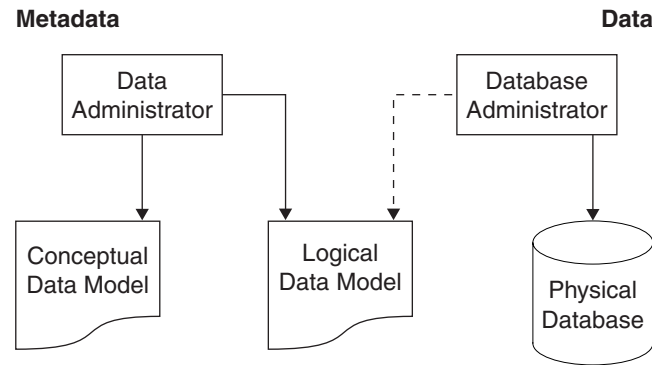 Metadata
Data
Data
Administrator
Database
Administrator
Conceptual
Data Model
Logical
Data Model
Physical
Database